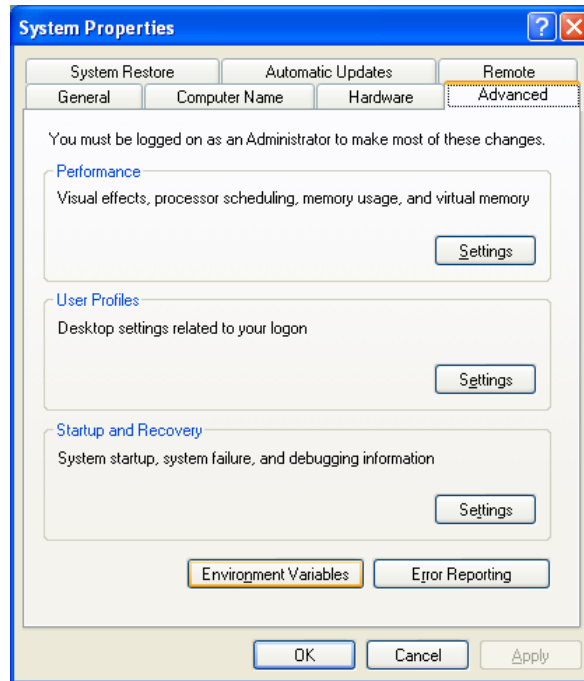 System Properties
System Restore Automatic Updates Remote
General Computer Name Hardware Advanced
You must be logged on as an Administrator to make most of these changes.
Performance
Visual effects, processor scheduling, memory usage, and virtual memory
Settings
User Profiles
Desktop settings related to your logon
Settings
Startup and Recovery
System startup, system failure, and debugging information
Settings
Environment Variables Error Reporting
OK Cancel Apply